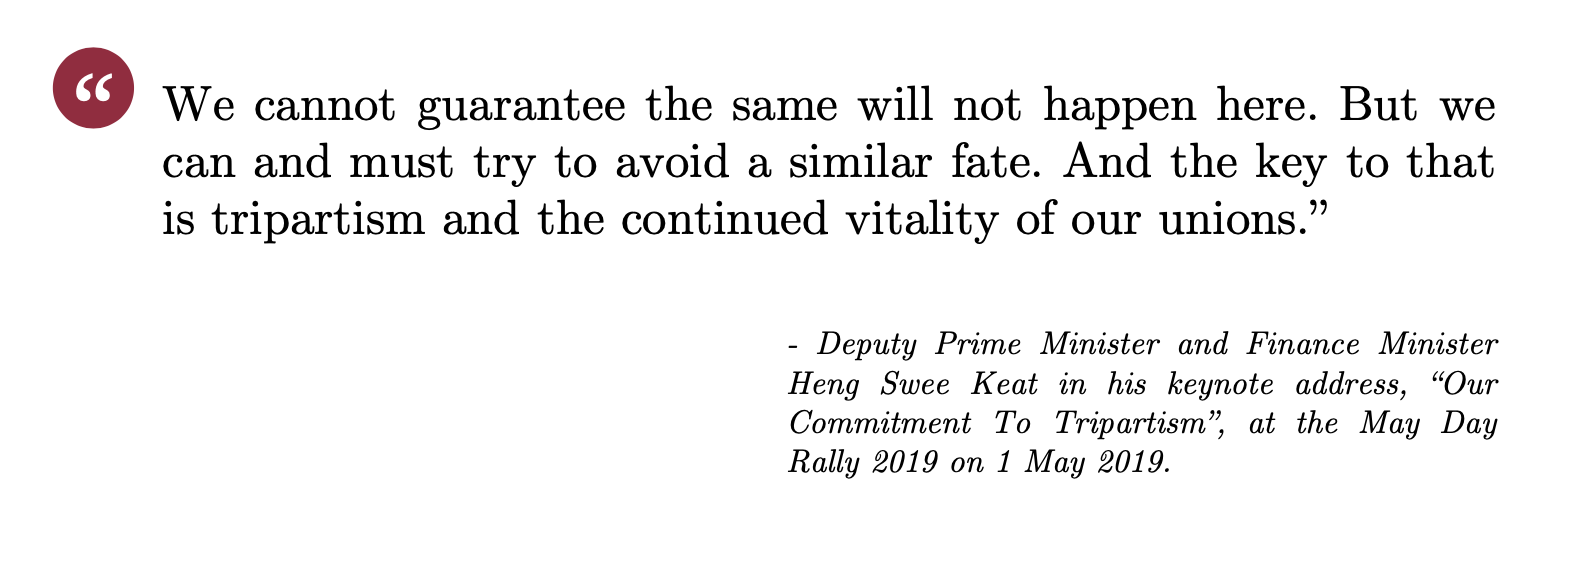 “
We cannot guarantee the same will not happen here. But we
can and must try to avoid a similar fate. And the key to that
is tripartism and the continued vitality of our unions.”
- Deputy Prime Minister and Finance Minister
Heng Swee Keat in his keynote address, “Our
Commitment To Tripartism”, at the May Day
Rally 2019 on 1 May 2019.